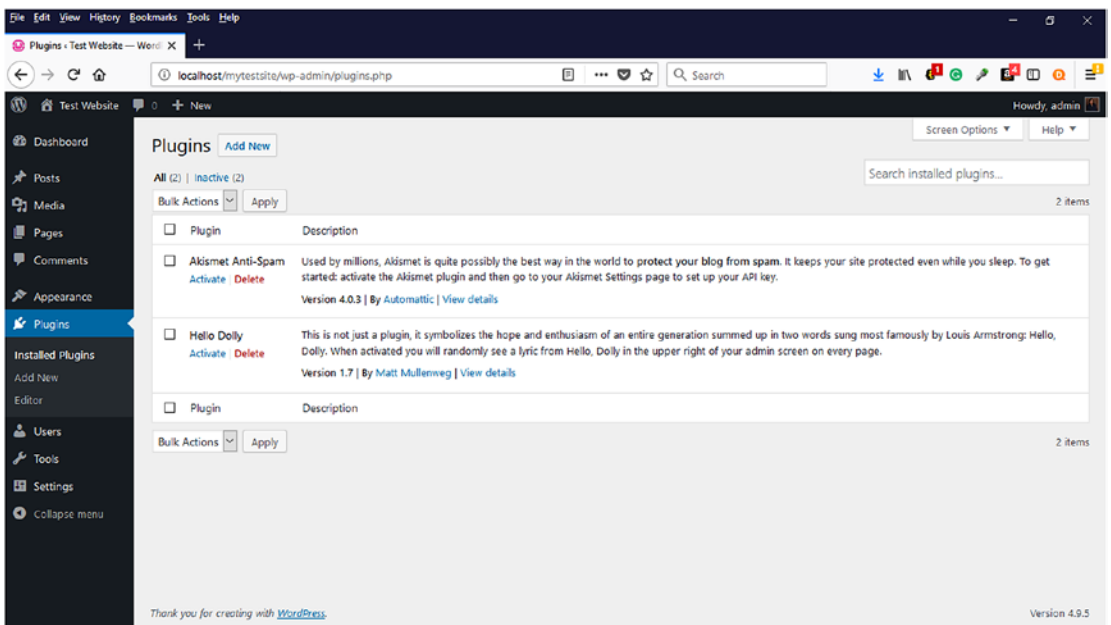 File Edit View History Bookmarks Tools Help
Plugins ‹ Test Website — Word
localhost/mytestsite/wp-admin/plugins.php
Search
1
4
Test Website 0 New
Howdy, admin
Screen Options Help
Dashboard
Posts
Media
Pages
Comments
Appearance
Plugins
Installed Plugins
Add New
Editor
Users
Tools
Settings
Collapse menu
Plugins Add New
All (2) | Inactive (2)
Search installed plugins...
Bulk Actions Apply
2 items
Plugin Description
Akismet Anti-Spam
Activate | Delete
Used by millions, Akismet is quite possibly the best way in the world to protect your blog from spam. It keeps your site protected even while you sleep. To get
started: activate the Akismet plugin and then go to your Akismet Settings page to set up your API key.
Version 4.0.3 | By Automattic | View details
Hello Dolly
Activate | Delete
This is not just a plugin, it symbolizes the hope and enthusiasm of an entire generation summed up in two words sung most famously by Louis Armstrong: Hello,
Dolly. When activated you will randomly see a lyric from Hello, Dolly in the upper right of your admin screen on every page.
Version 1.7 | By Matt Mullenweg | View details
Plugin Description
Bulk Actions Apply
2 items
Thank you for creating with WordPress.
Version 4.9.5